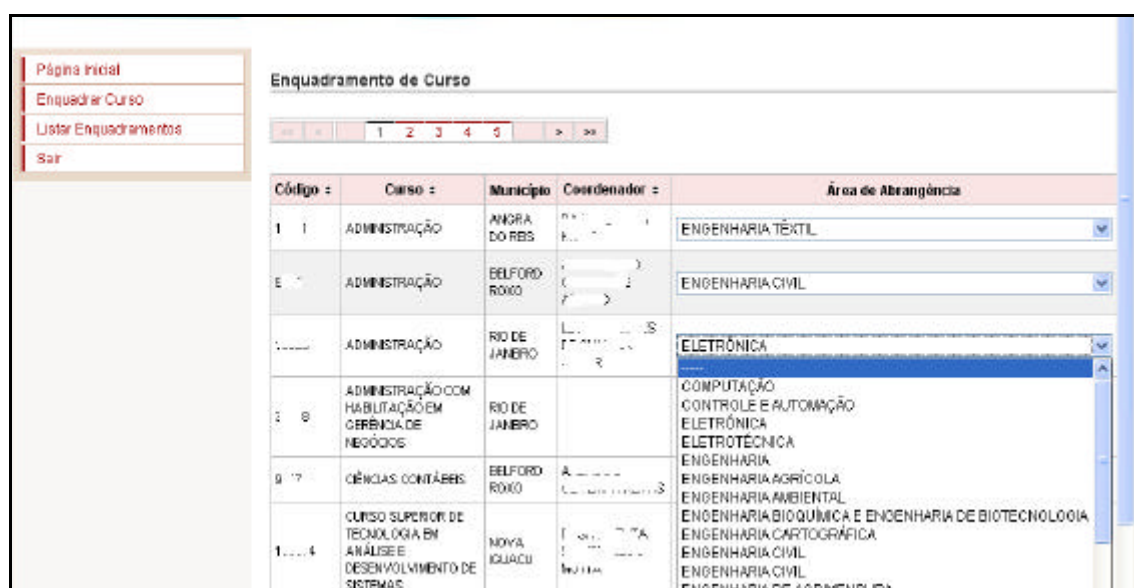 Página Inicial
Enquadrar Curso
Listar Enquadramentos
Sair
Enquadramento de Curso
<< < 1 2 3 4 5 > >>
Código Curso Município Coordenador Área de Abrangência
ADMINISTRAÇÃO
ANGRA
DO REIS
ENGENHARIA TÊXTIL
ADMINISTRAÇÃO
BELFORD
ROXO
ENGENHARIA CIVIL
ADMINISTRAÇÃO
RIO DE
JANEIRO
ELETRÔNICA
-----
COMPUTAÇÃO
CONTROLE E AUTOMAÇÃO
ELETRÔNICA
ELETROTÉCNICA
ENGENHARIA
ENGENHARIA AGRÍCOLA
ENGENHARIA AMBIENTAL
ENGENHARIA BIOQUÍMICA E ENGENHARIA DE BIOTECNOLOGIA
ENGENHARIA CARTOGRÁFICA
ENGENHARIA CIVIL
ENGENHARIA CIVIL
ENGENHARIA DE AGRIMENSURA
ADMINISTRAÇÃO COM
HABILITAÇÃO EM
GERÊNCIA DE
NEGÓCIOS
RIO DE
JANEIRO
CIÊNCIAS CONTÁBEIS
BELFORD
ROXO
CURSO SUPERIOR DE
TECNOLOGIA EM
ANÁLISE E
DESENVOLVIMENTO DE
SISTEMAS
NOVA
IGUACU